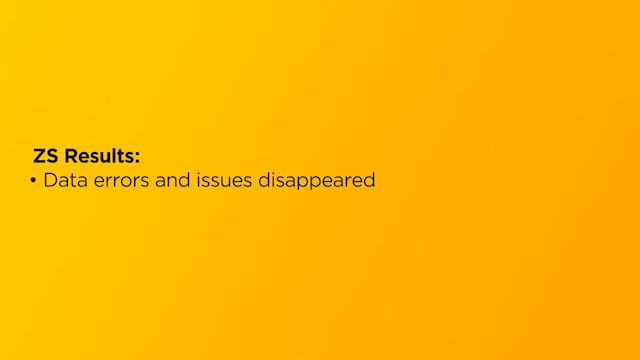 ZS Results:
• Data errors and issues disappeared